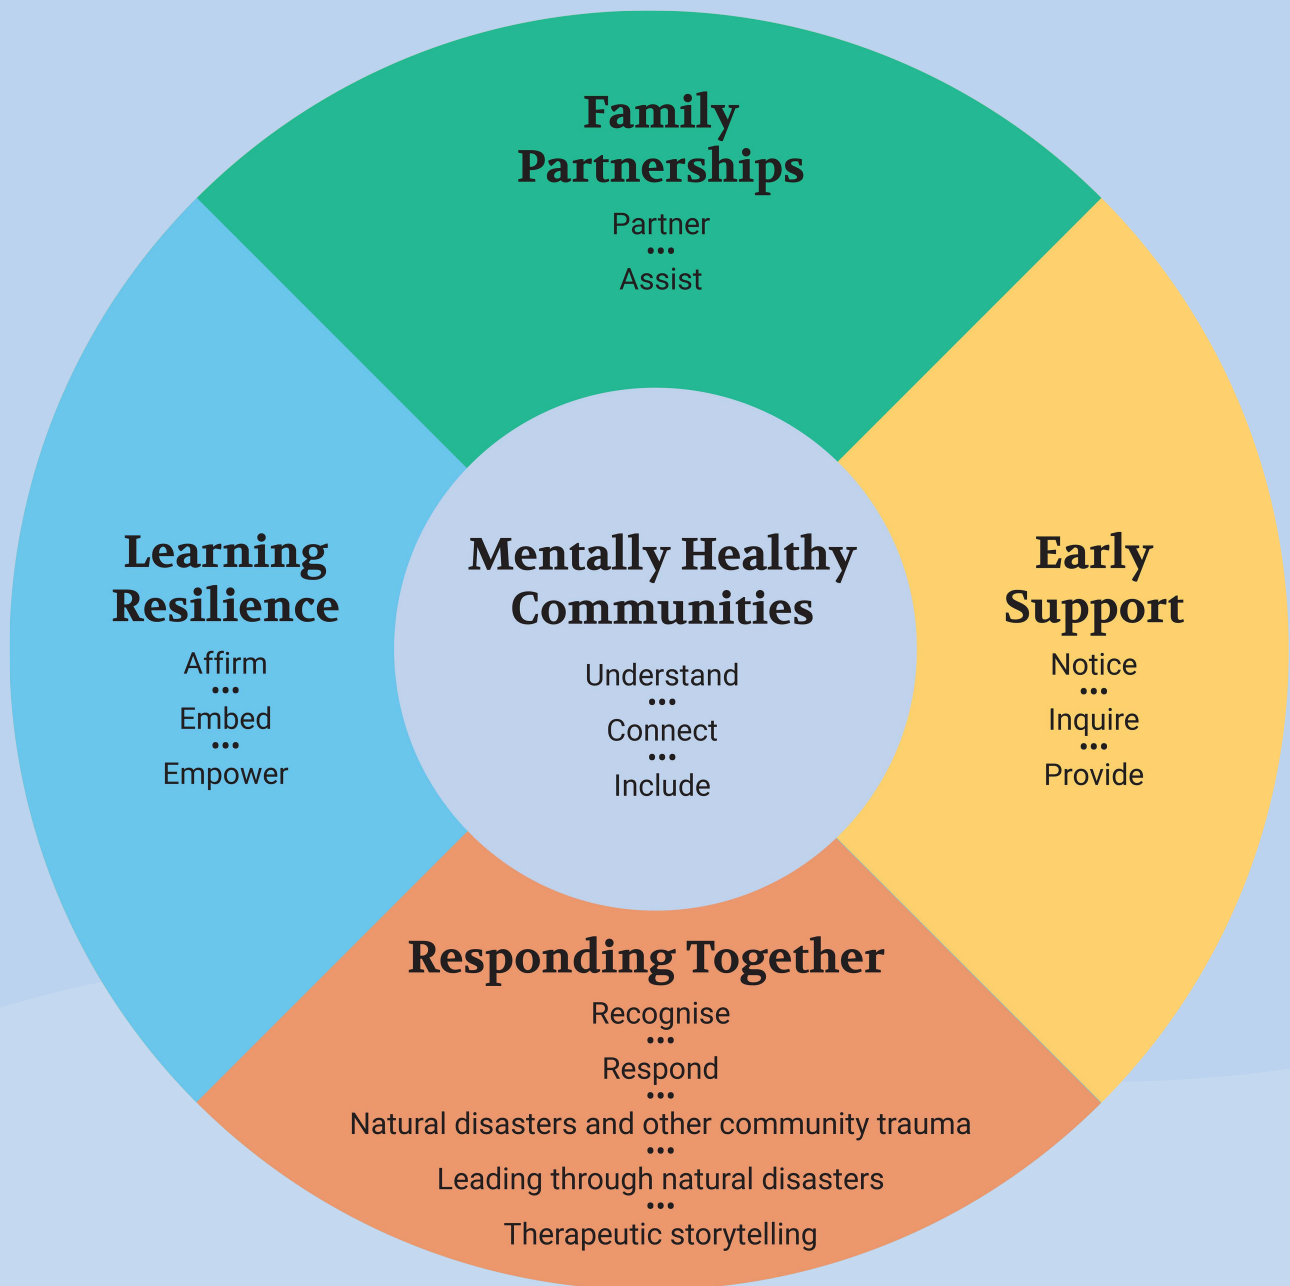 Family
Partnerships
Partner
•••
Assist
Learning
Resilience
Affirm
•••
Embed
•••
Empower
Mentally Healthy
Communities
Understand
•••
Connect
•••
Include
Early
Support
Notice
•••
Inquire
•••
Provide
Responding Together
Recognise
•••
Respond
•••
Natural disasters and other community trauma
•••
Leading through natural disasters
•••
Therapeutic storytelling